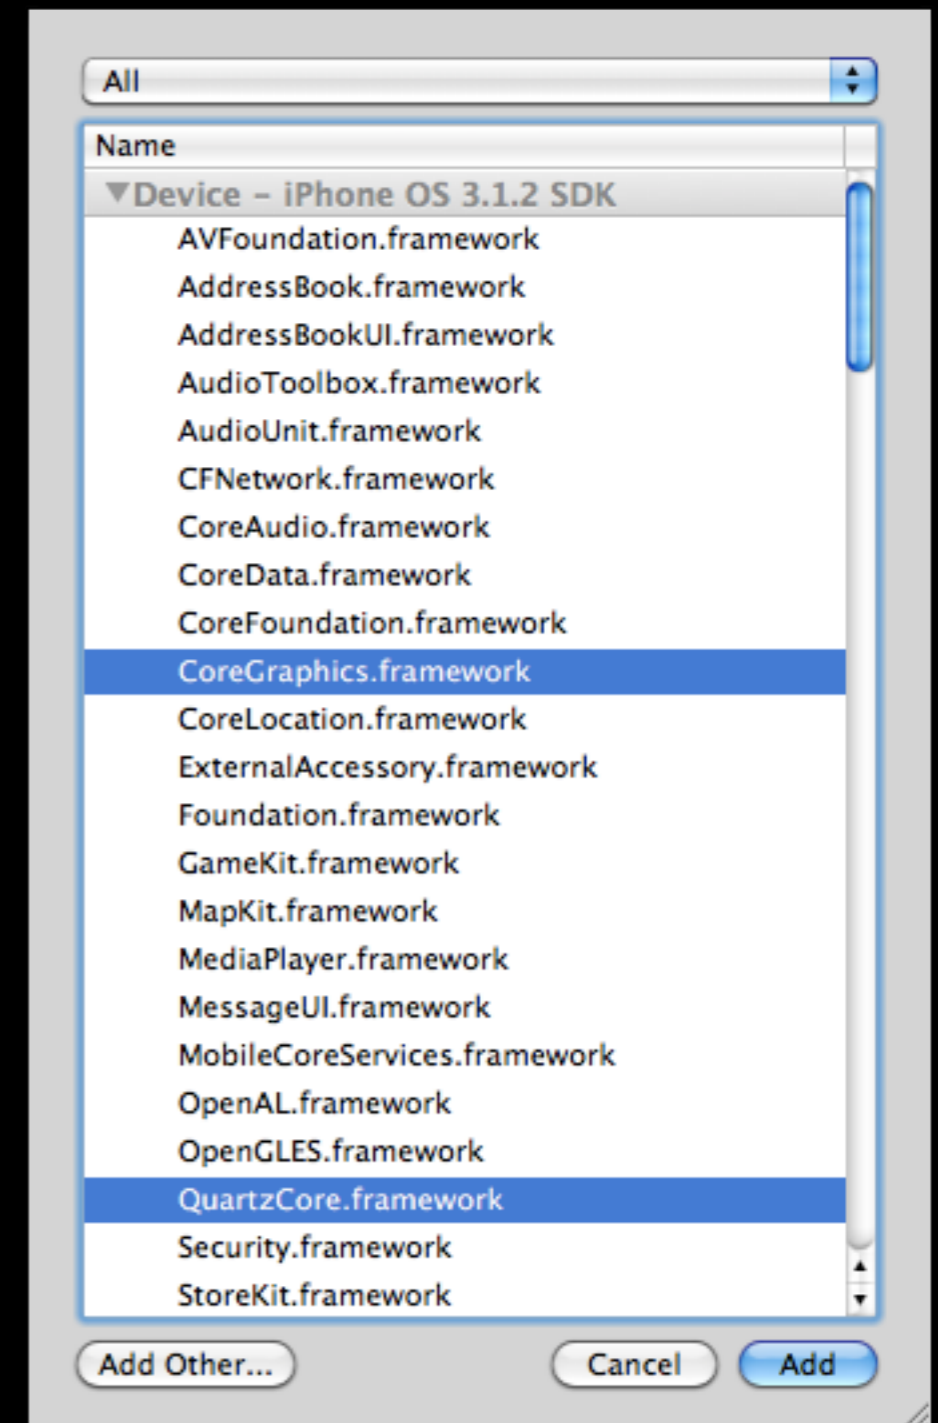 All
Name
Device – iPhone OS 3.1.2 SDK
AVFoundation.framework
AddressBook.framework
AddressBookUI.framework
AudioToolbox.framework
AudioUnit.framework
CFNetwork.framework
CoreAudio.framework
CoreData.framework
CoreFoundation.framework
CoreGraphics.framework
CoreLocation.framework
ExternalAccessory.framework
Foundation.framework
GameKit.framework
MapKit.framework
MediaPlayer.framework
MessageUI.framework
MobileCoreServices.framework
OpenAL.framework
OpenGLES.framework
QuartzCore.framework
Security.framework
StoreKit.framework
Add Other... Cancel Add